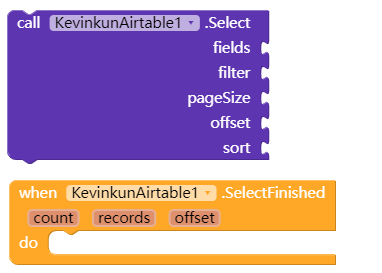 call KevinkunAirtable1 .Select
fields
filter
pageSize
offset
sort
when KevinkunAirtable1 .SelectFinished
count records offset
do